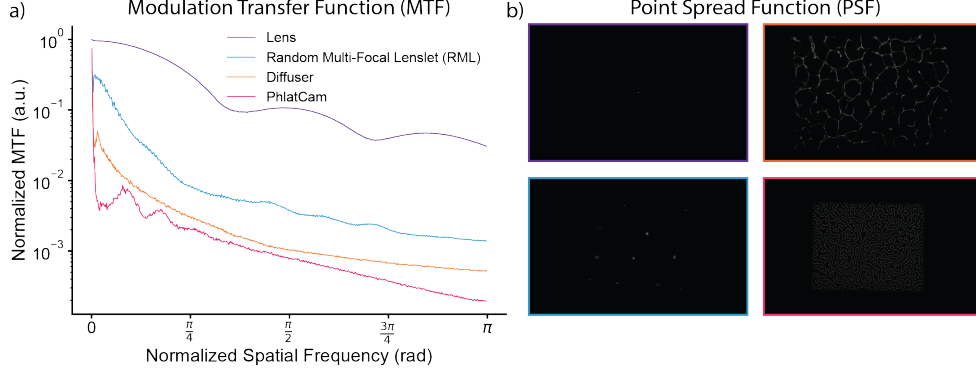 a) Modulation Transfer Function (MTF)
b) Point Spread Function (PSF)
Normalized MTF (a.u.)
10⁰
10⁻¹
10⁻²
10⁻³
Lens
Random Multi-Focal Lenslet (RML)
Diffuser
PhlatCam
0
π/4
π/2
3π/4
π
Normalized Spatial Frequency (rad)